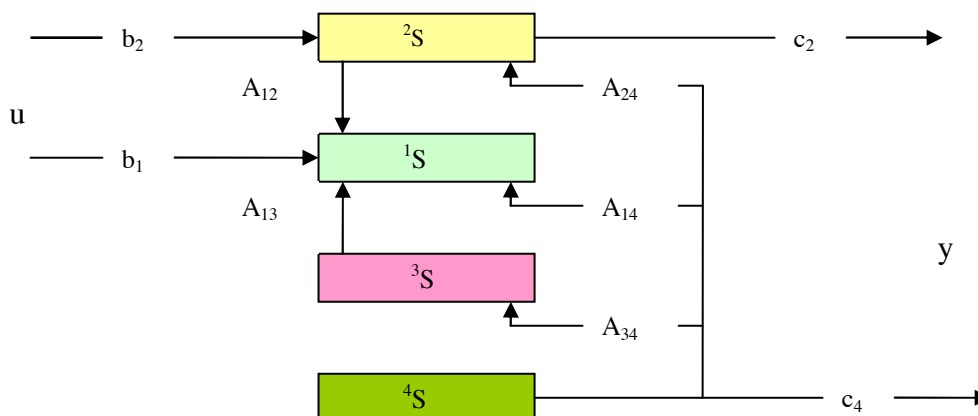 b₂ ²S c₂
A₁₂ A₂₄
u
b₁ ¹S
A₁₃ A₁₄
y
³S
A₃₄
⁴S c₄